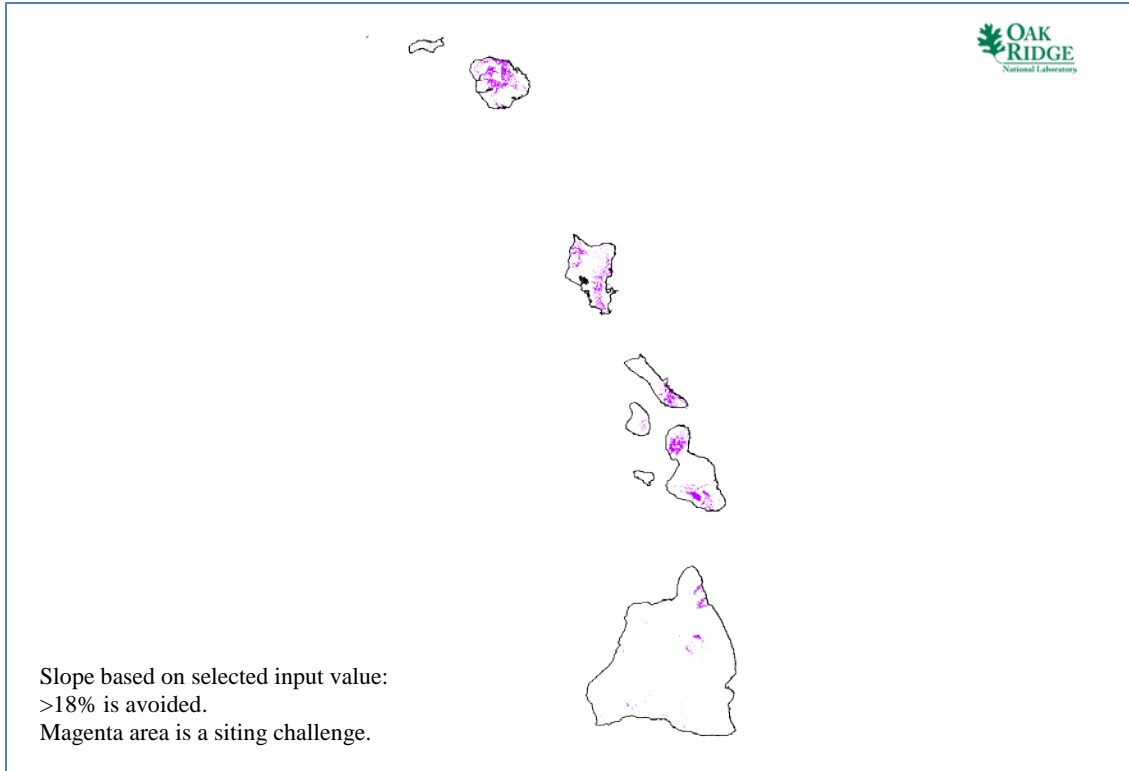 OAK
RIDGE
National Laboratory
Slope based on selected input value:
>18% is avoided.
Magenta area is a siting challenge.